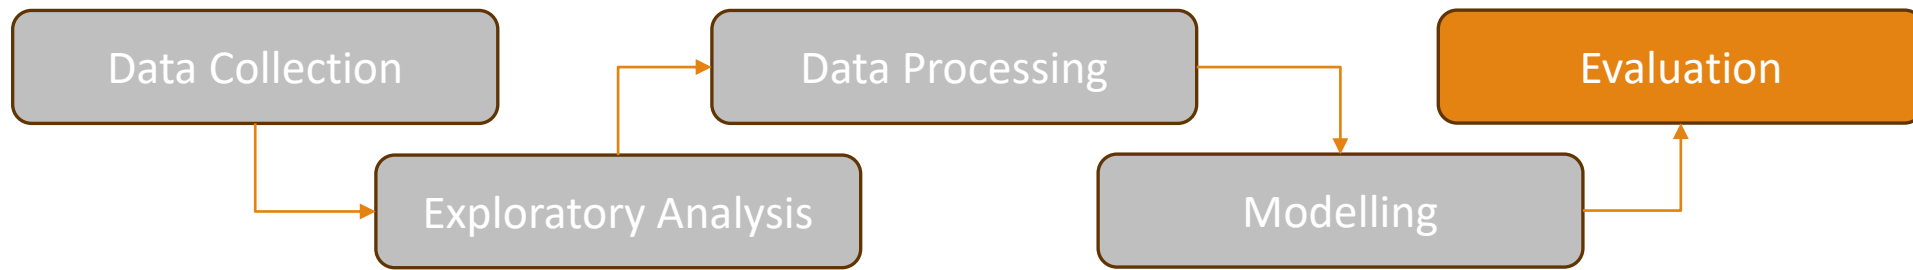 Data Collection
Exploratory Analysis
Data Processing
Modelling
Evaluation